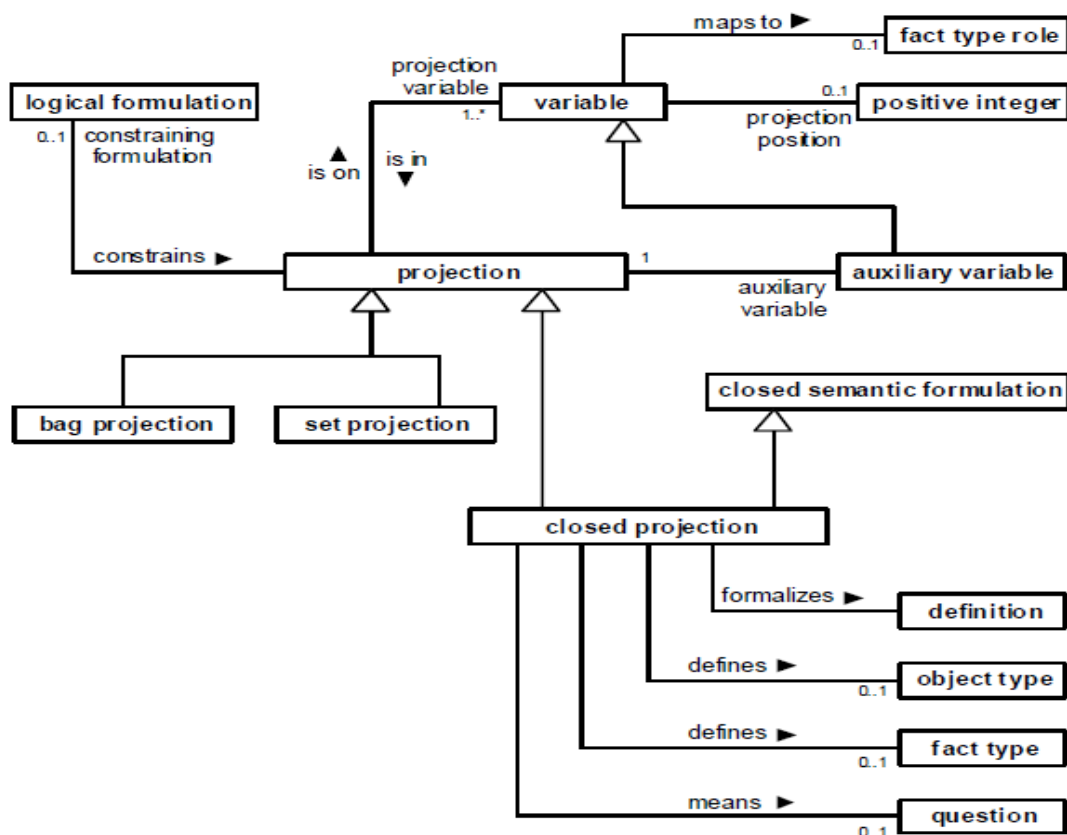 maps to ►
0..1
fact type role
projection
variable
1..*
logical formulation
0..1
constraining
formulation
variable
0..1
positive integer
projection
position
▲
is on
is in
▼
constrains ►
projection
1
auxiliary
variable
auxiliary variable
closed semantic formulation
bag projection
set projection
closed projection
formalizes ►
definition
defines ►
0..1
object type
defines ►
0..1
fact type
means ►
0..1
question